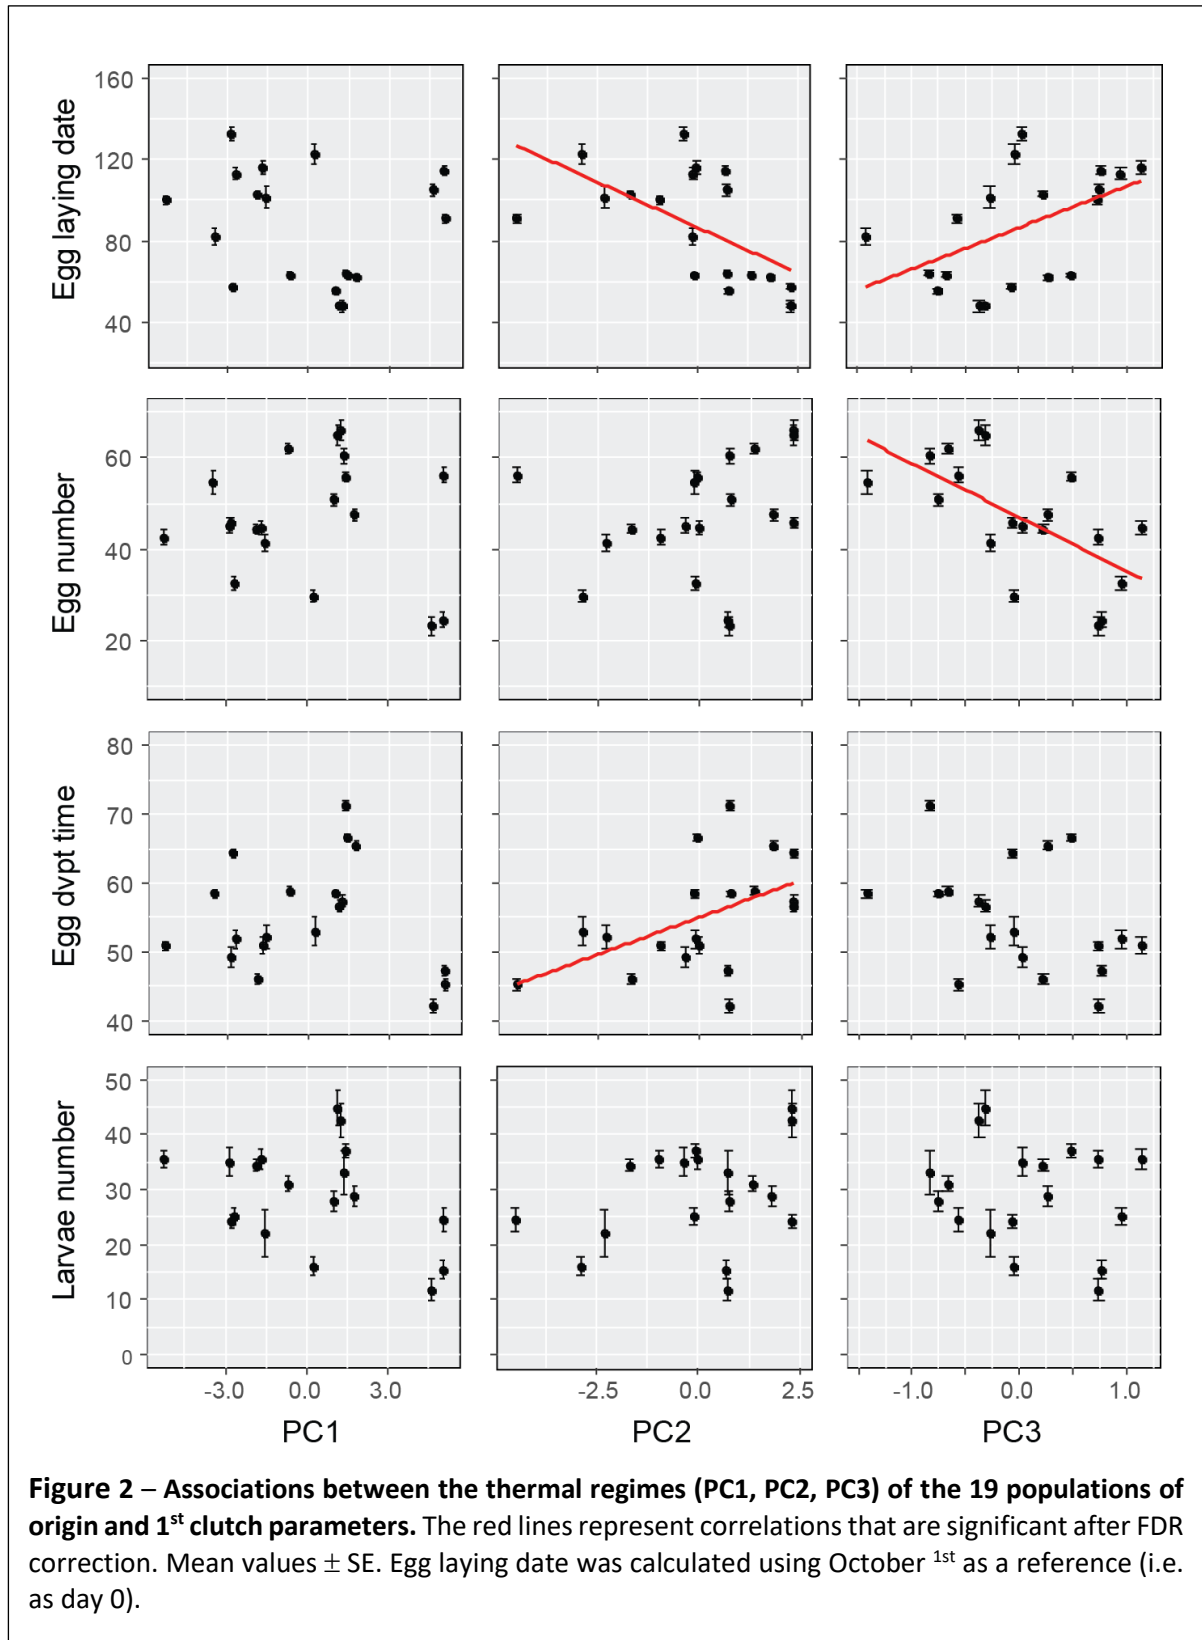 Egg laying date
160
120
80
40
Egg number
60
40
20
Egg dvpt time
80
70
60
50
40
Larvae number
50
40
30
20
10
0
-3.0 0.0 3.0
-2.5 0.0 2.5
-1.0 0.0 1.0
PC1 PC2 PC3
Figure 2 – Associations between the thermal regimes (PC1, PC2, PC3) of the 19 populations of
origin and 1st clutch parameters. The red lines represent correlations that are significant after FDR
correction. Mean values ± SE. Egg laying date was calculated using October 1st as a reference (i.e.
as day 0).